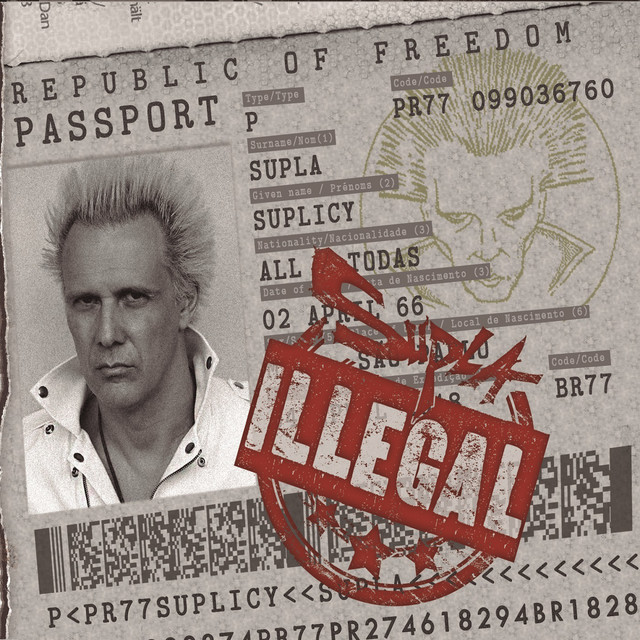 REPUBLIC OF FREEDOM
PASSPORT
Type/Type
P
Code/Code
PR77 099036760
Surname/Nom(1)
SUPLA
Given name / Prénoms (2)
SUPLICY
Nationality/Nacionalidade (3)
ALL TODAS
Date of de Nascimento (3)
02 APRIL 66
Local de Nascimento (6)
SUPLA
Code/Code
BR77
ILLEGAL
P<PR77SUPLICY<<SUPLA<<<<<<<<<<<<
PR77PR274618294BR1828